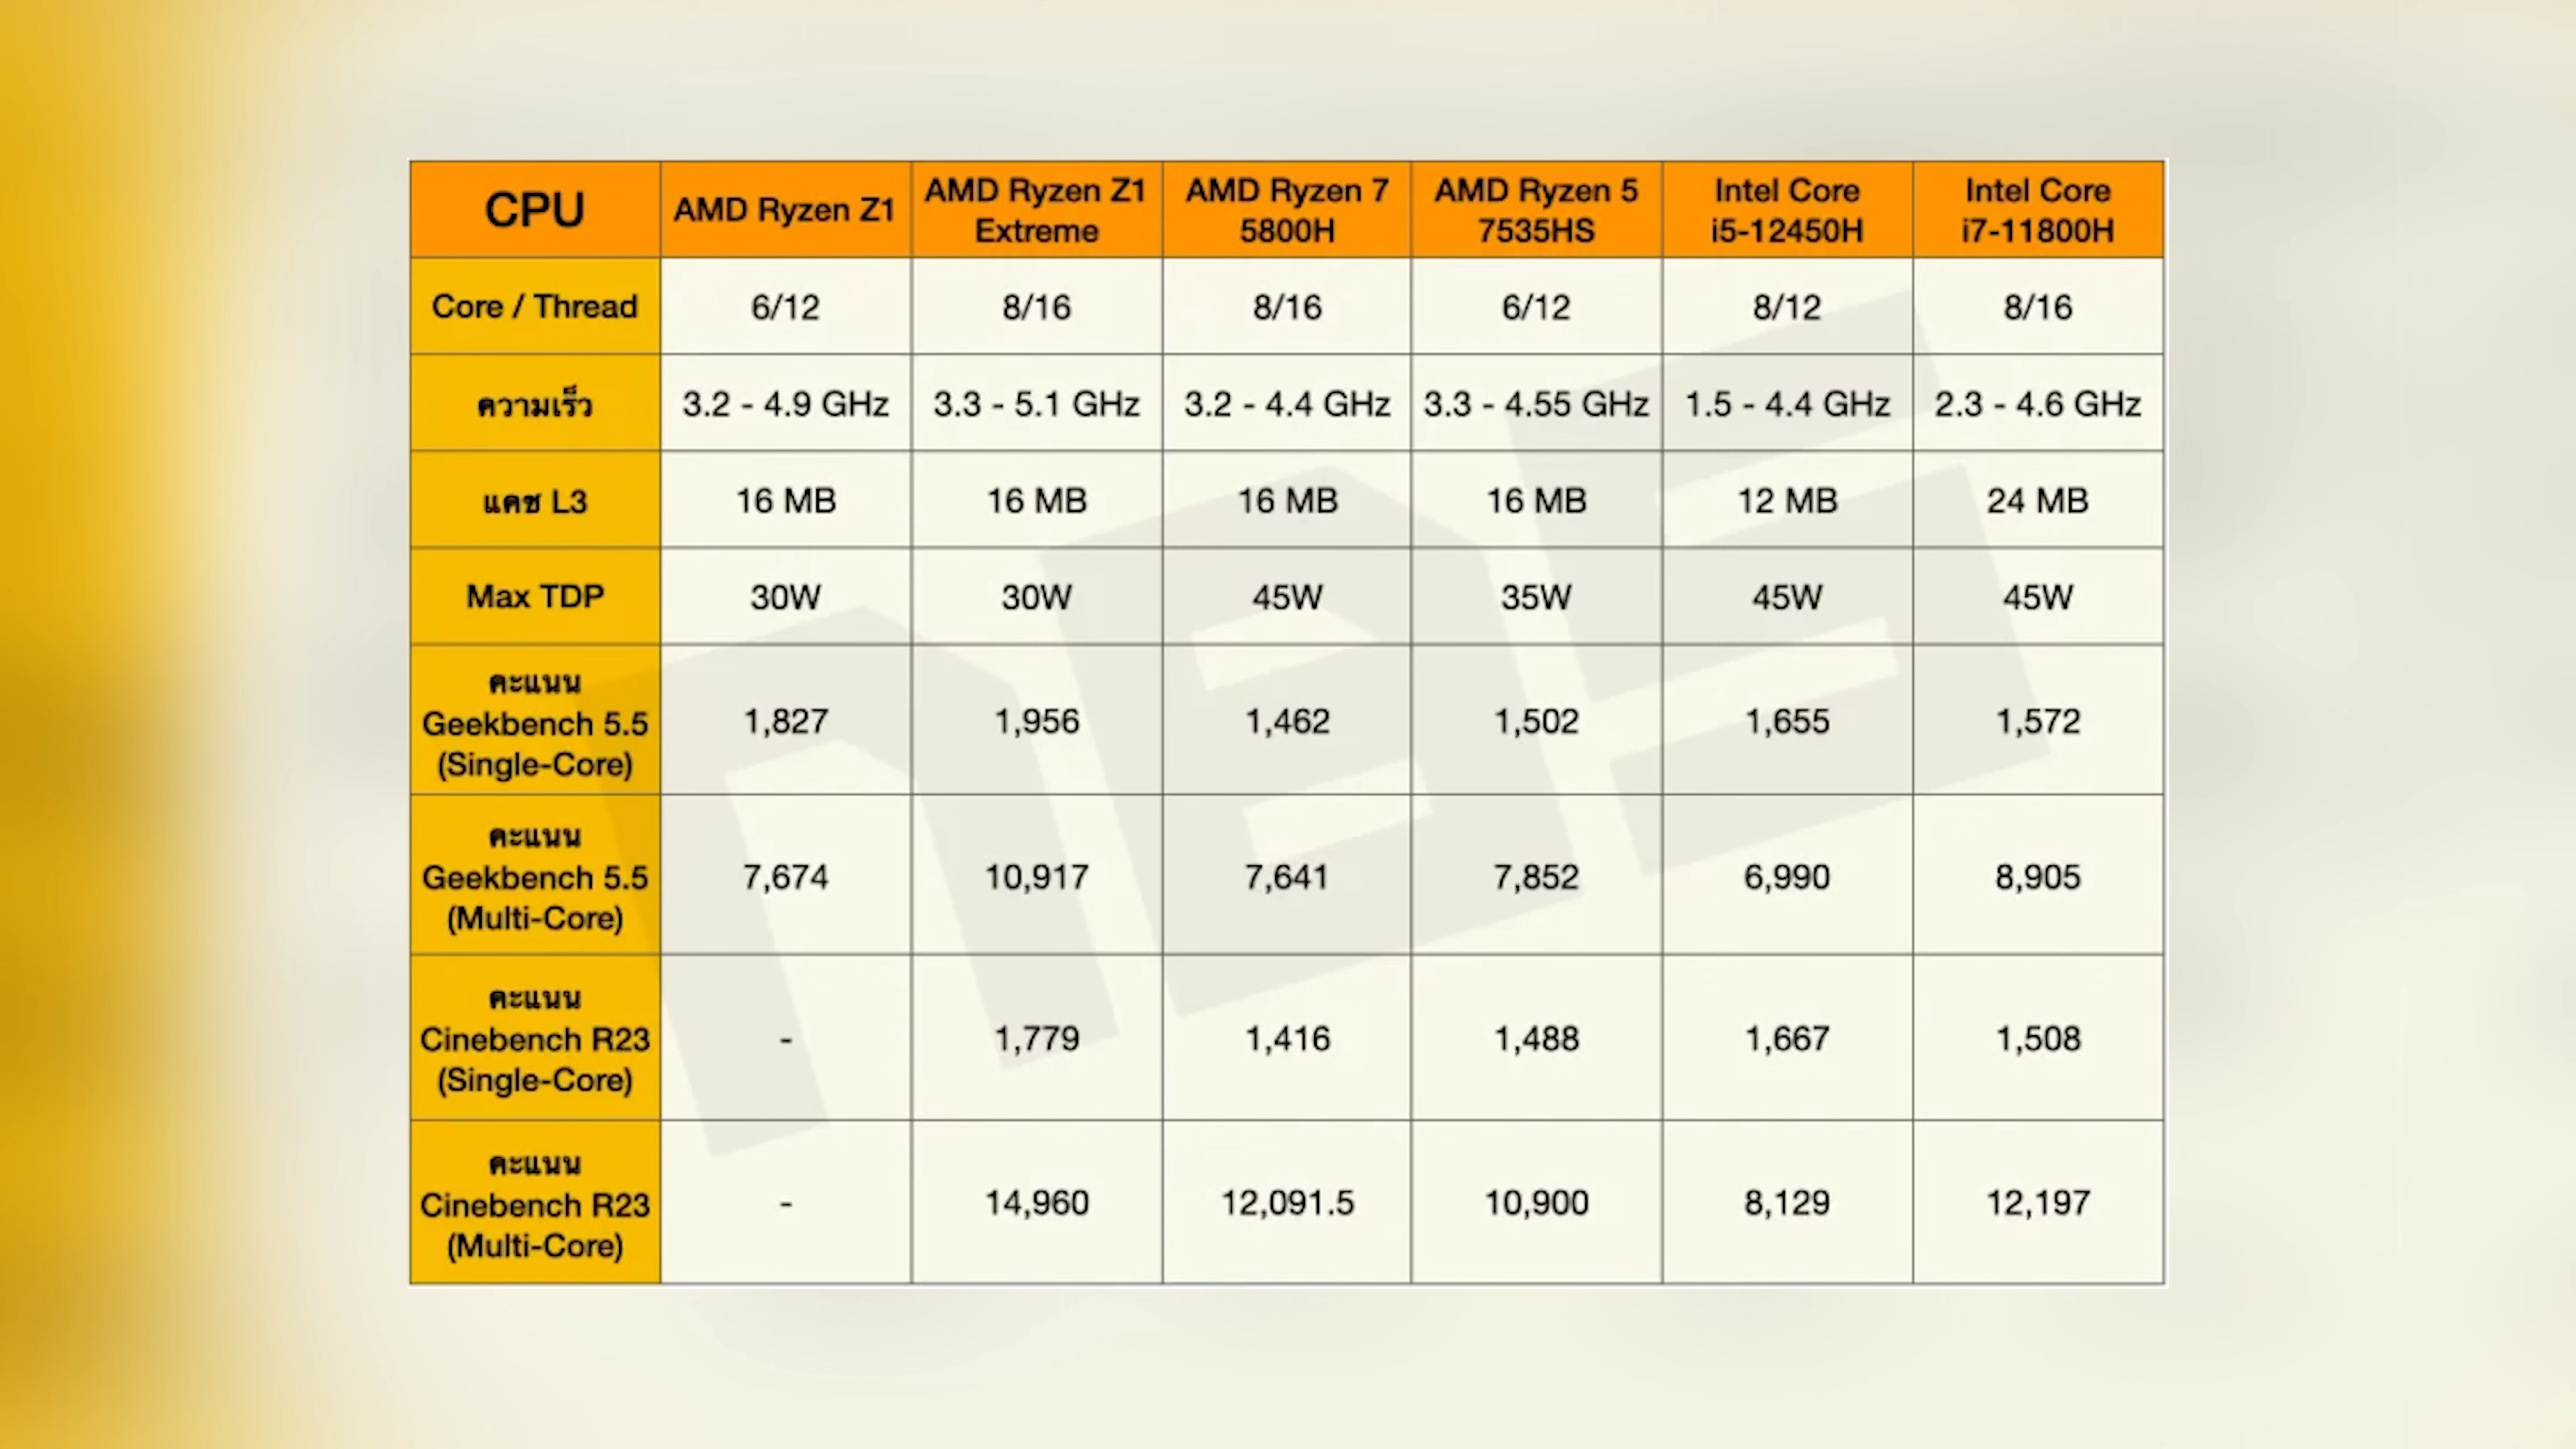 CPU
AMD Ryzen Z1
AMD Ryzen Z1
Extreme
AMD Ryzen 7
5800H
AMD Ryzen 5
7535HS
Intel Core
i5-12450H
Intel Core
i7-11800H
Core / Thread
6/12
8/16
8/16
6/12
8/12
8/16
ความเร็ว
3.2 - 4.9 GHz
3.3 - 5.1 GHz
3.2 - 4.4 GHz
3.3 - 4.55 GHz
1.5 - 4.4 GHz
2.3 - 4.6 GHz
แคช L3
16 MB
16 MB
16 MB
16 MB
12 MB
24 MB
Max TDP
30W
30W
45W
35W
45W
45W
คะแนน
Geekbench 5.5
(Single-Core)
1,827
1,956
1,462
1,502
1,655
1,572
คะแนน
Geekbench 5.5
(Multi-Core)
7,674
10,917
7,641
7,852
6,990
8,905
คะแนน
Cinebench R23
(Single-Core)
-
1,779
1,416
1,488
1,667
1,508
คะแนน
Cinebench R23
(Multi-Core)
-
14,960
12,091.5
10,900
8,129
12,197